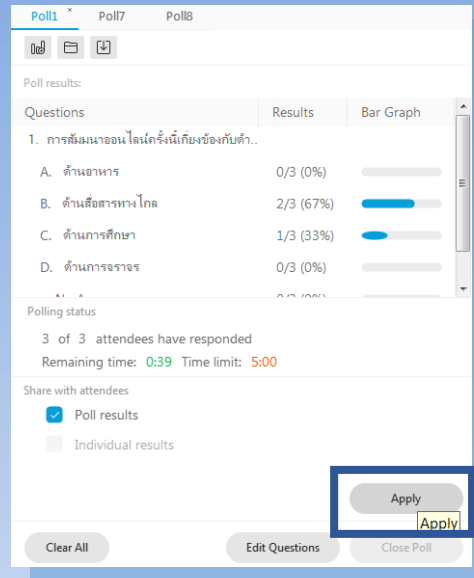 Poll1 × Poll7 Poll8
Poll results:
Questions Results Bar Graph
1. การสัมมนาออนไลน์ครั้งนี้เกี่ยงข้องกับด้า..
A. ด้านอาหาร 0/3 (0%)
B. ด้านสื่อสารทางไกล 2/3 (67%)
C. ด้านการศึกษา 1/3 (33%)
D. ด้านการจราจร 0/3 (0%)
Polling status
3 of 3 attendees have responded
Remaining time: 0:39 Time limit: 5:00
Share with attendees
Poll results
Individual results
Apply
Apply
Clear All Edit Questions Close Poll